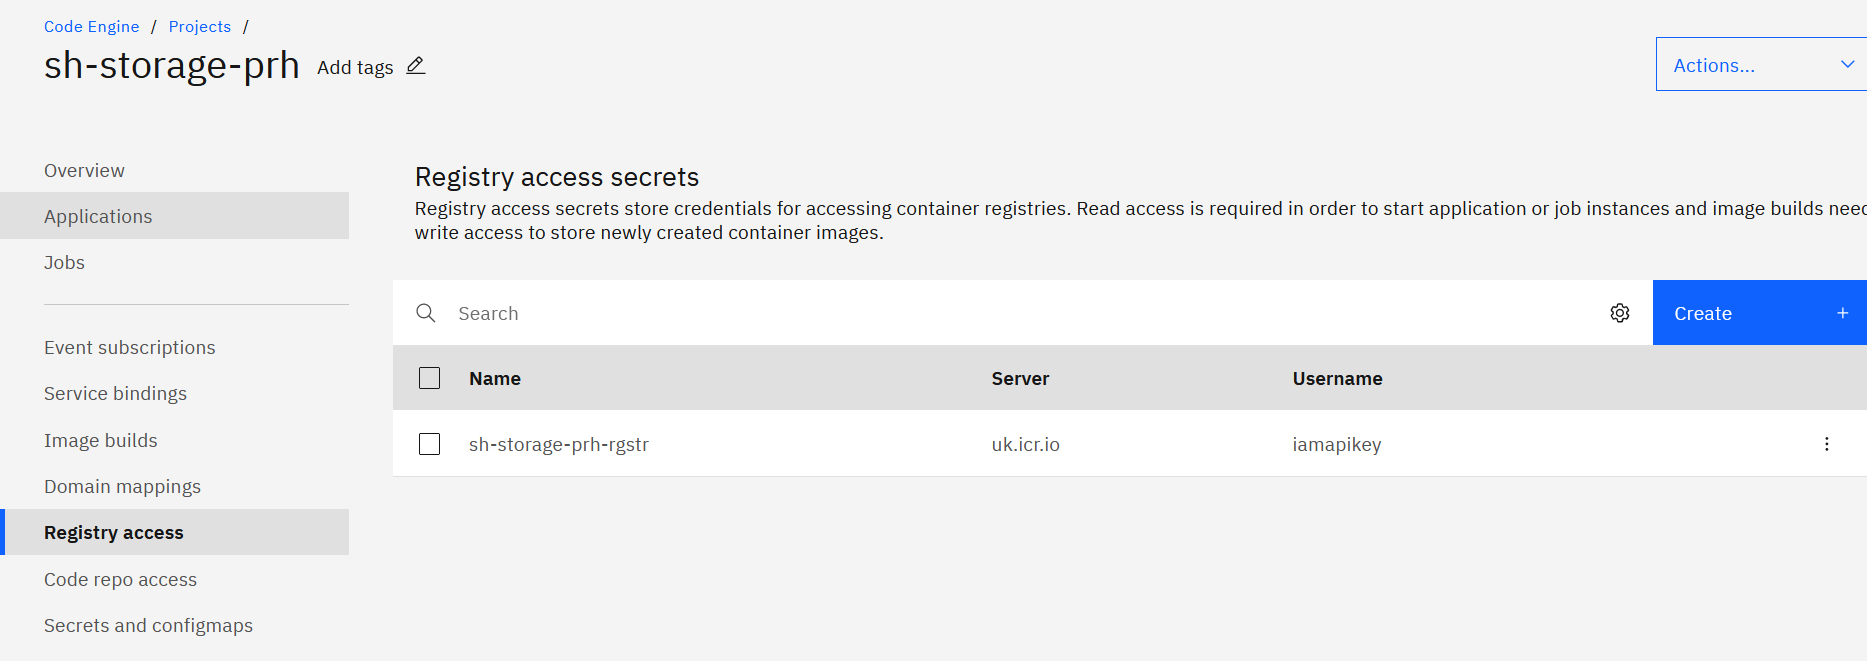 Code Engine / Projects /
sh-storage-prh Add tags
Actions...
Overview
Applications
Jobs
Event subscriptions
Service bindings
Image builds
Domain mappings
Registry access
Code repo access
Secrets and configmaps
Registry access secrets
Registry access secrets store credentials for accessing container registries. Read access is required in order to start application or job instances and image builds
write access to store newly created container images.
Search
Create +
Name Server Username
sh-storage-prh-rgstr uk.icr.io iamapikey